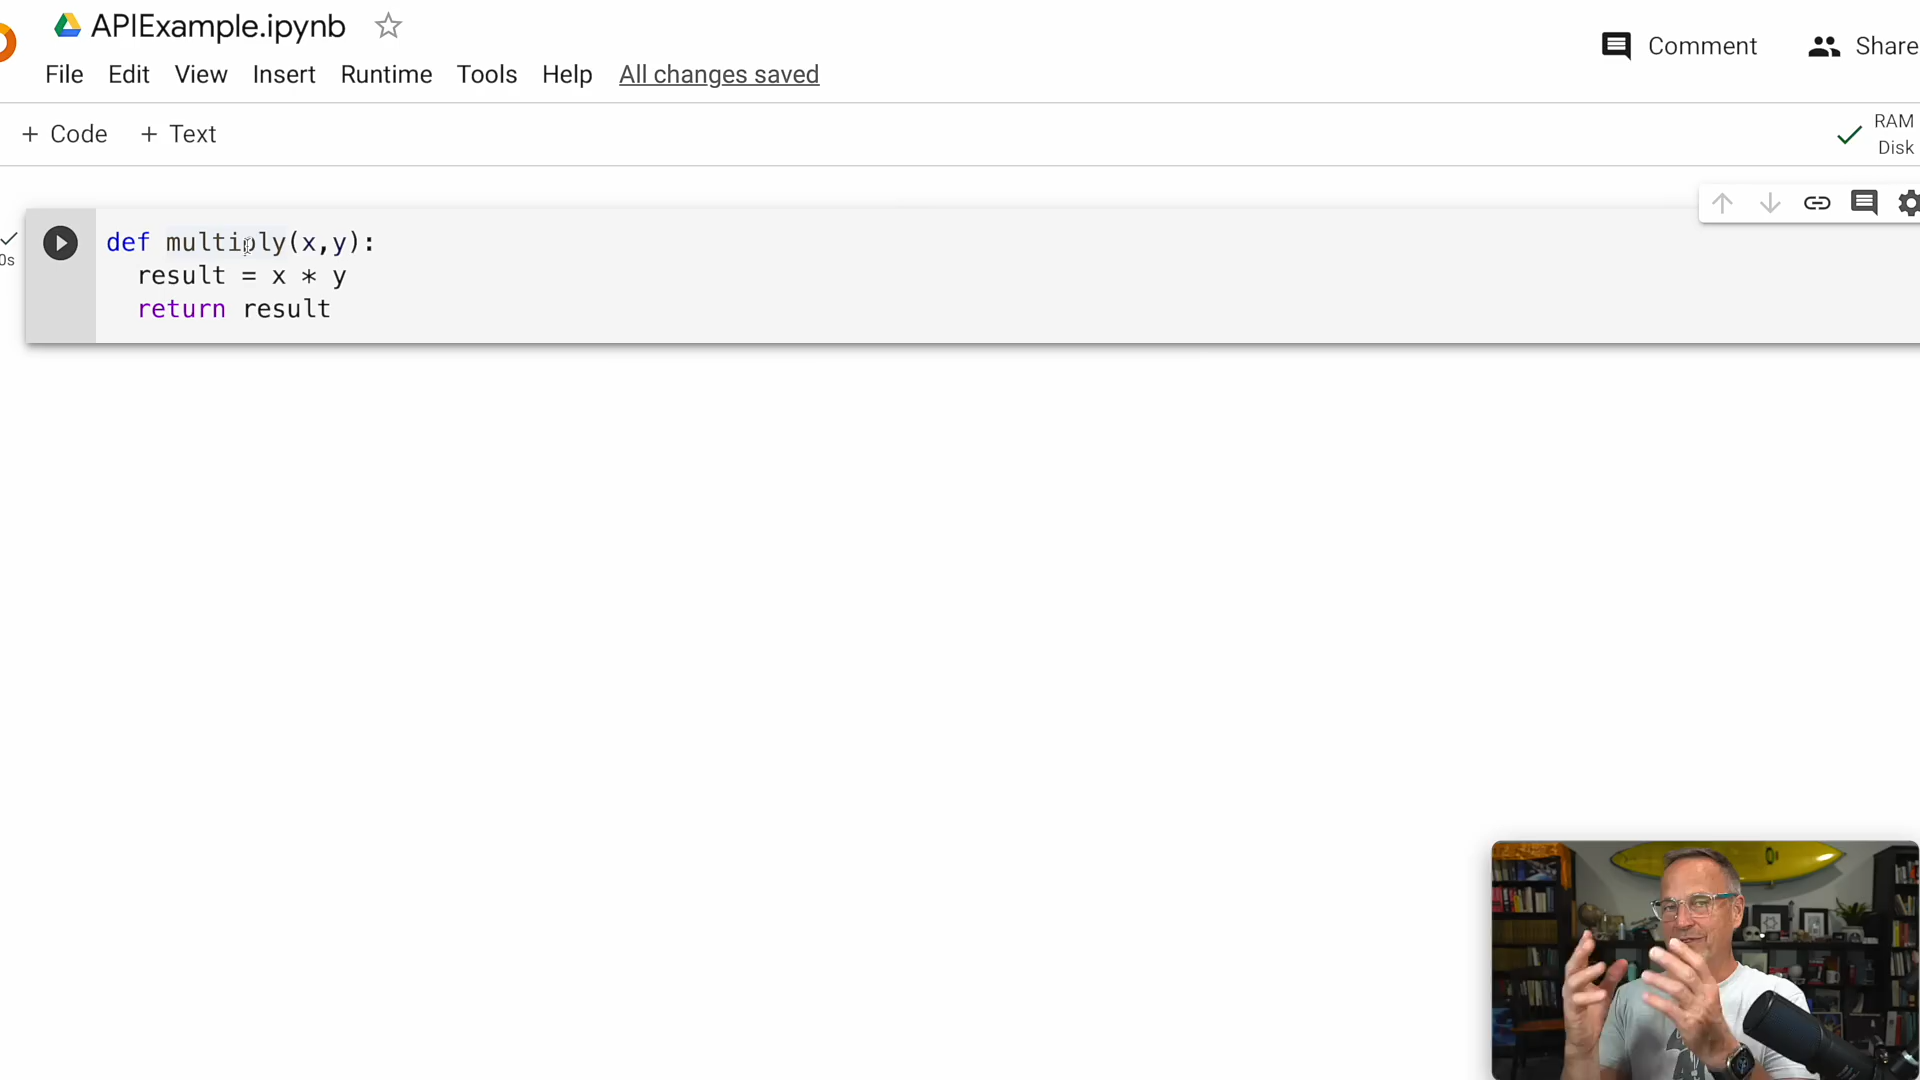 APIExample.ipynb
File Edit View Insert Runtime Tools Help All changes saved
Comment Share
+ Code + Text
RAM
Disk
def multiply(x,y):
result = x * y
return result
0s